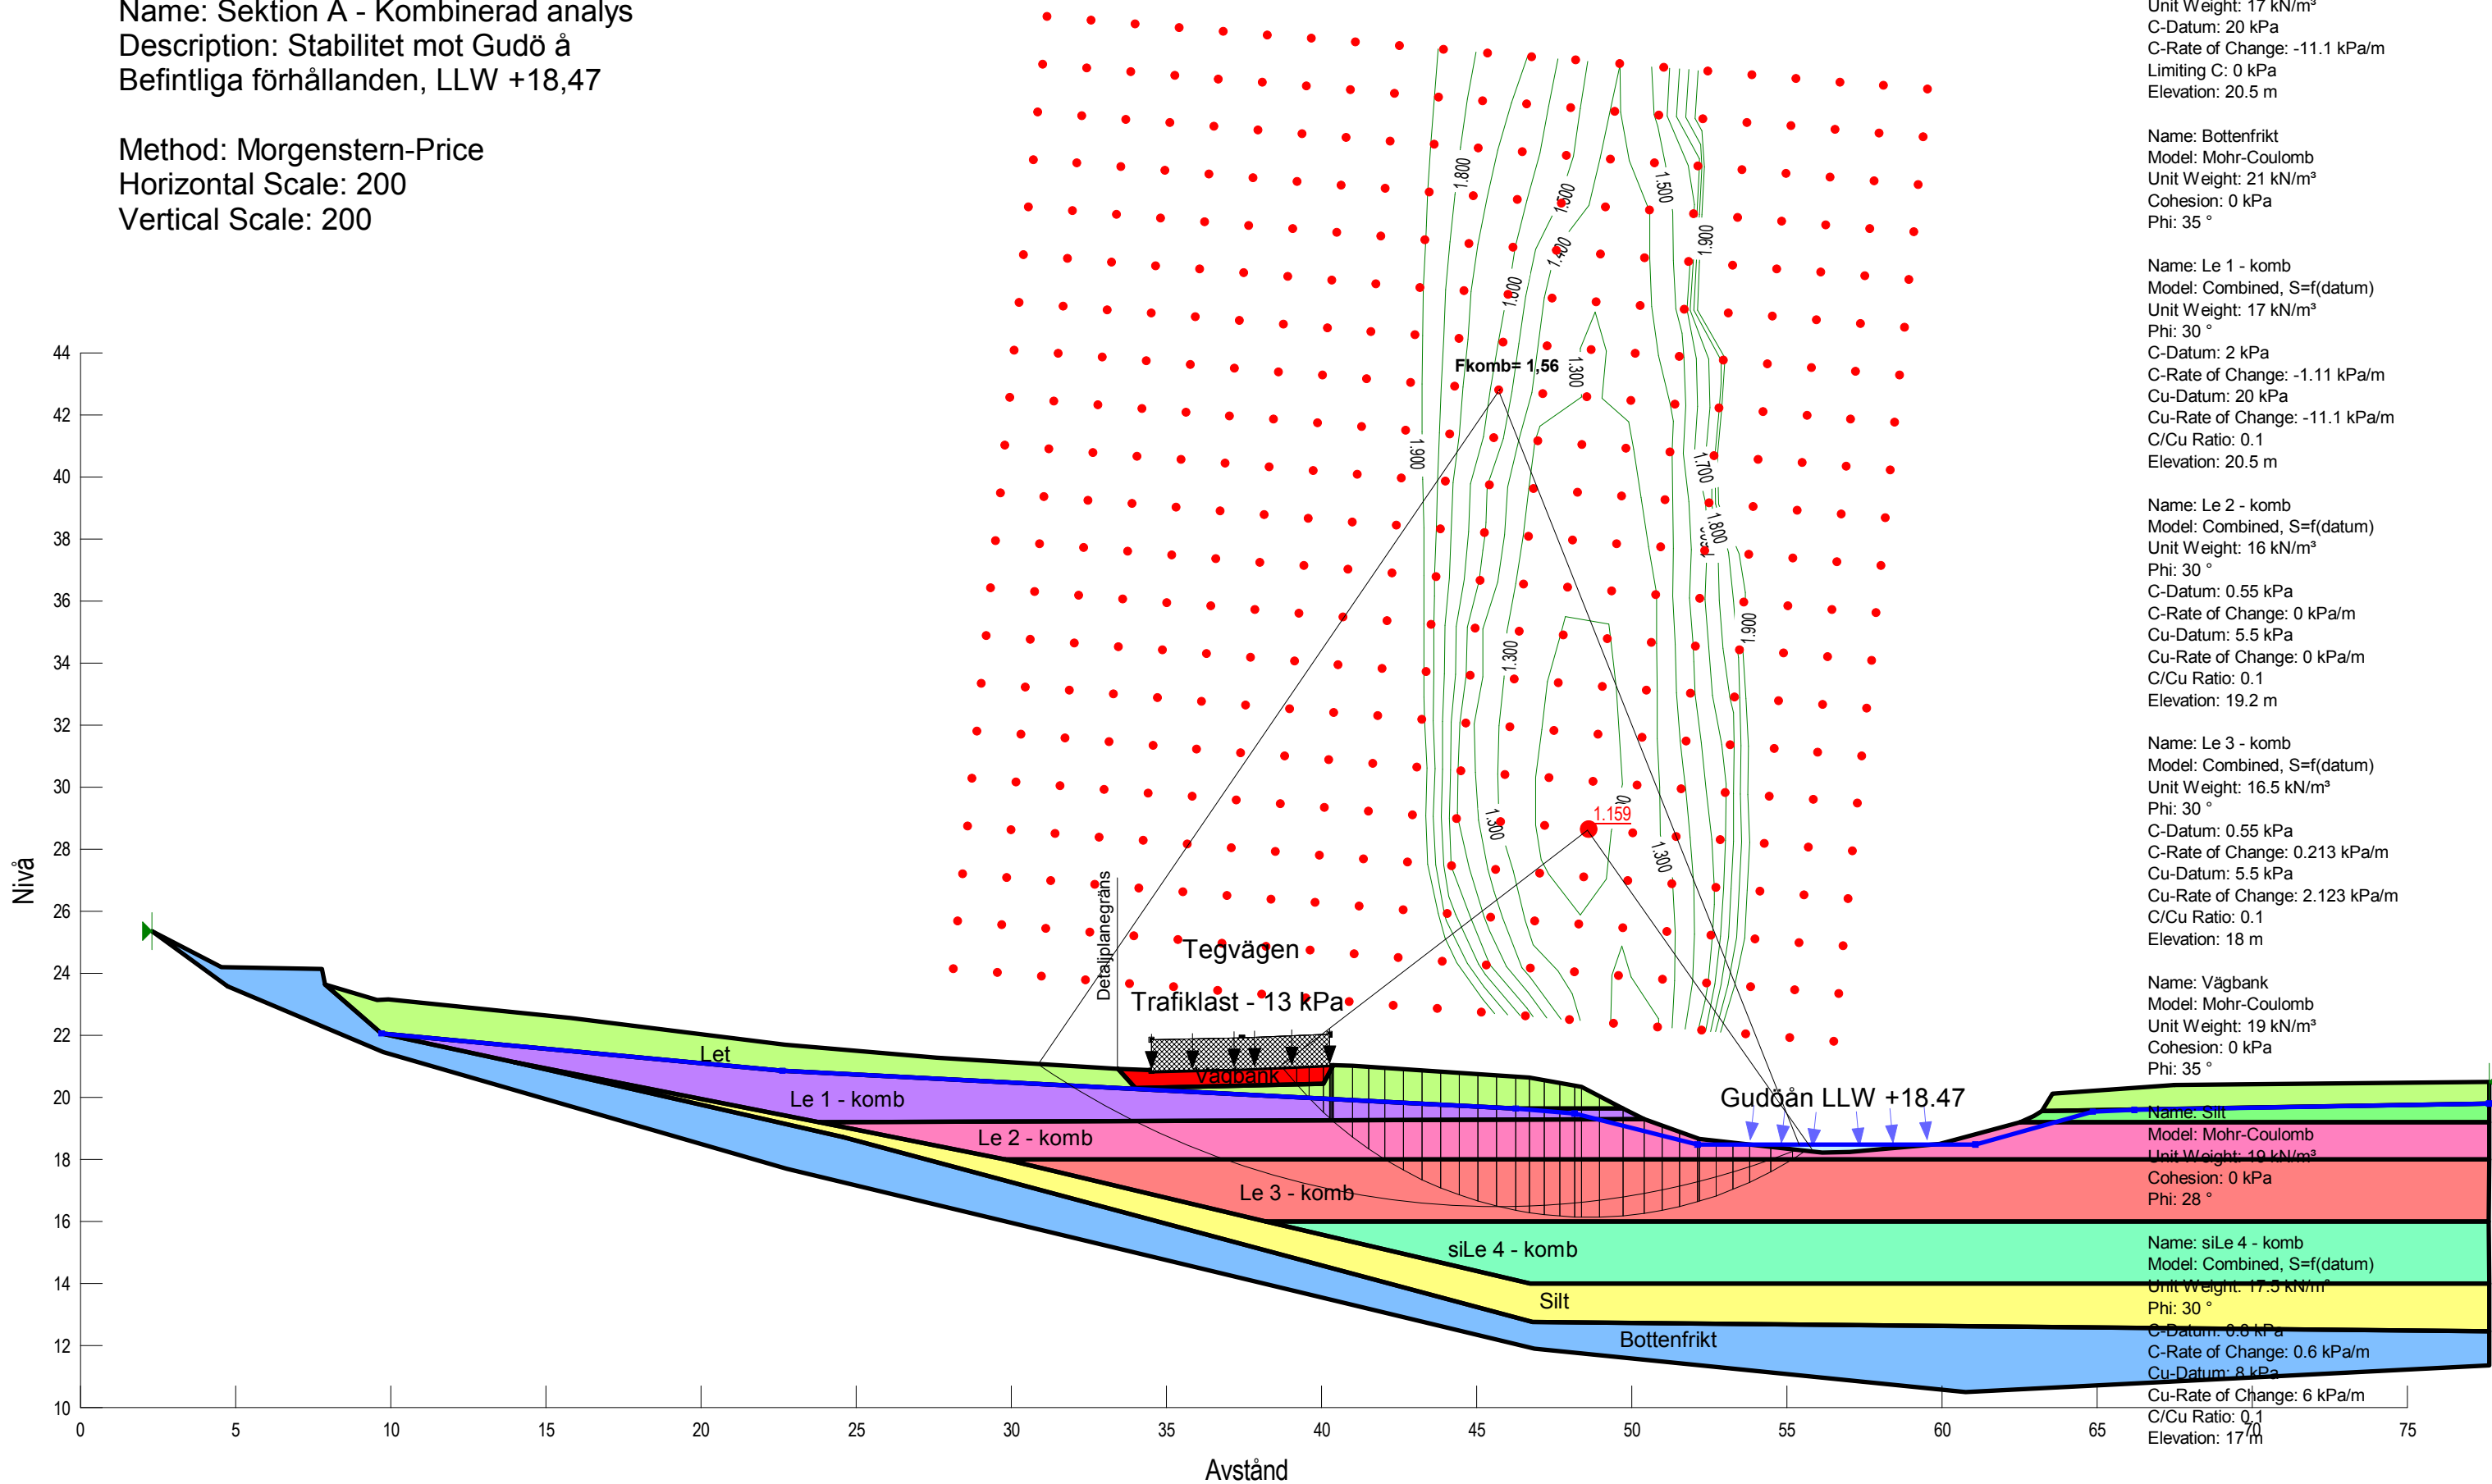 Name: Sektion A - Kombinerad analys
Description: Stabilitet mot Gudö å
Befintliga förhållanden, LLW +18,47
Method: Morgenstern-Price
Horizontal Scale: 200
Vertical Scale: 200
Unit Weight: 17 kN/m³
C-Datum: 20 kPa
C-Rate of Change: -11.1 kPa/m
Limiting C: 0 kPa
Elevation: 20.5 m
Name: Bottenfrikt
Model: Mohr-Coulomb
Unit Weight: 21 kN/m³
Cohesion: 0 kPa
Phi: 35 °
Name: Le 1 - komb
Model: Combined, S=f(datum)
Unit Weight: 17 kN/m³
Phi: 30 °
C-Datum: 2 kPa
C-Rate of Change: -1.11 kPa/m
Cu-Datum: 20 kPa
Cu-Rate of Change: -11.1 kPa/m
C/Cu Ratio: 0.1
Elevation: 20.5 m
Name: Le 2 - komb
Model: Combined, S=f(datum)
Unit Weight: 16 kN/m³
Phi: 30 °
C-Datum: 0.55 kPa
C-Rate of Change: 0 kPa/m
Cu-Datum: 5.5 kPa
Cu-Rate of Change: 0 kPa/m
C/Cu Ratio: 0.1
Elevation: 19.2 m
Name: Le 3 - komb
Model: Combined, S=f(datum)
Unit Weight: 16.5 kN/m³
Phi: 30 °
C-Datum: 0.55 kPa
C-Rate of Change: 0.213 kPa/m
Cu-Datum: 5.5 kPa
Cu-Rate of Change: 2.123 kPa/m
C/Cu Ratio: 0.1
Elevation: 18 m
Name: Vägbank
Model: Mohr-Coulomb
Unit Weight: 19 kN/m³
Cohesion: 0 kPa
Phi: 35 °
Name: Silt
Model: Mohr-Coulomb
Unit Weight: 19 kN/m³
Cohesion: 0 kPa
Phi: 28 °
Name: siLe 4 - komb
Model: Combined, S=f(datum)
Unit Weight: 17.5 kN/m³
Phi: 30 °
C-Datum: 0.8 kPa
C-Rate of Change: 0.6 kPa/m
Cu-Datum: 8 kPa
Cu-Rate of Change: 6 kPa/m
C/Cu Ratio: 0.1
Elevation: 17 m
1.800
1.500
1.500
1.400
1.600
1.900
Fkomb= 1,56
1.300
1.900
1.700
1.800
1.300
1.900
1.300
1.159
1.300
Detaljplanegräns
Tegvägen
Trafiklast - 13 kPa
Vägbank
Gudöån LLW +18.47
Let
Le 1 - komb
Le 2 - komb
Le 3 - komb
siLe 4 - komb
Silt
Bottenfrikt
Nivå
44
42
40
38
36
34
32
30
28
26
24
22
20
18
16
14
12
10
0 5 10 15 20 25 30 35 40 45 50 55 60 65 70 75
Avstånd